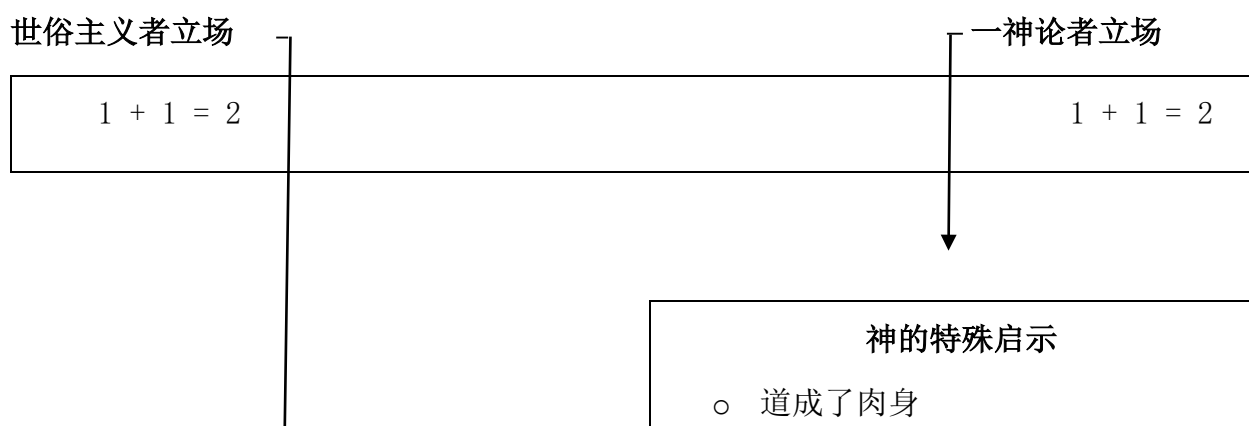 世俗主义者立场 一神论者立场
1 + 1 = 2 1 + 1 = 2
神的特殊启示
○ 道成了肉身